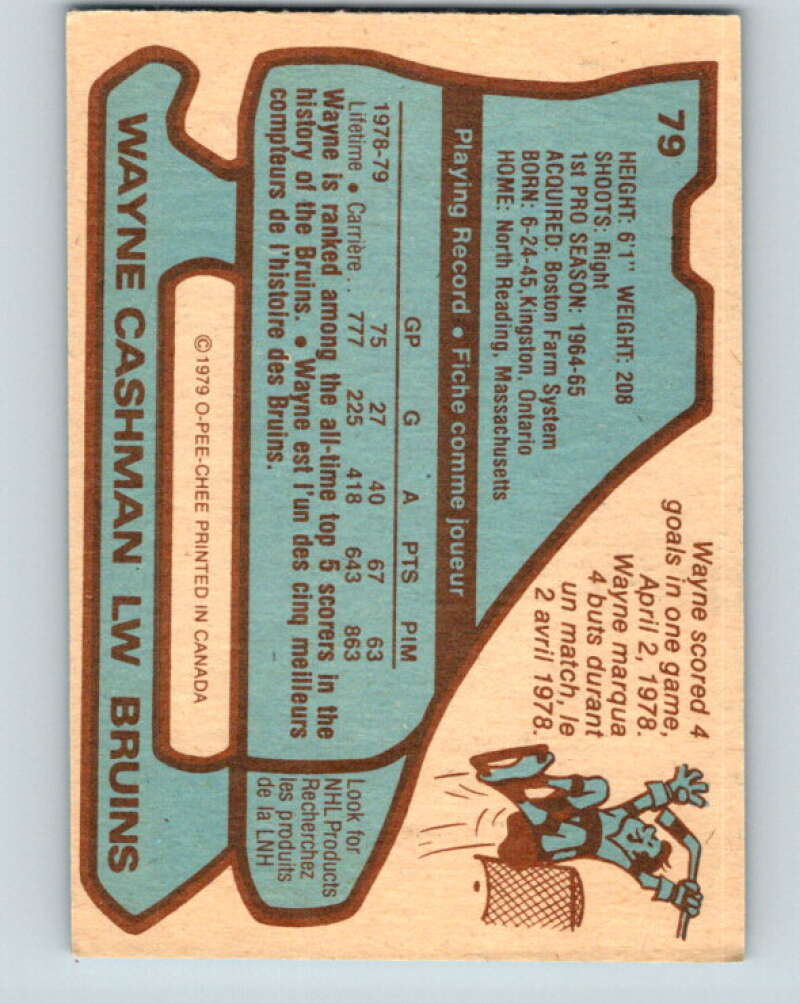 79
HEIGHT: 6'1" WEIGHT: 208
SHOOTS: Right
1st PRO SEASON: 1964-65
ACQUIRED: Boston Farm System
BORN: 6-24-45, Kingston, Ontario
HOME: North Reading, Massachusetts
Wayne scored 4
goals in one game,
April 2, 1978.
Wayne marqua
4 buts durant
un match, le
2 avril 1978.
Playing Record • Fiche comme joueur
GP G A PTS PIM
1978-79 75 27 40 67 63
Lifetime • Carrière . . 777 225 418 643 863
Wayne is ranked among the all-time top 5 scorers in the
history of the Bruins. • Wayne est l'un des cinq meilleurs
compteurs de l'histoire des Bruins.
Look for
NHL Products
Recherchez
les produits
de la LNH
©1979 O-PEE-CHEE PRINTED IN CANADA
WAYNE CASHMAN LW BRUINS